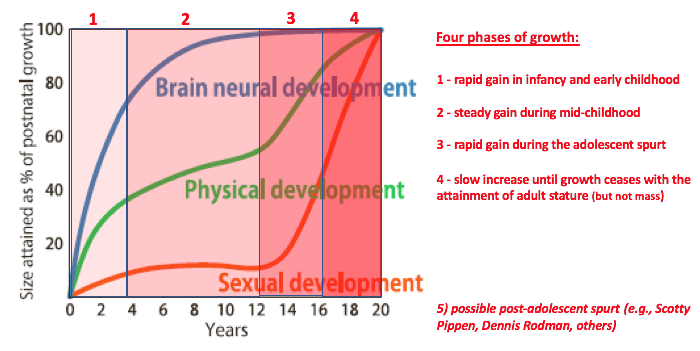 1 2 3 4
Size attained as % of postnatal growth
100
80
60
40
20
Brain neural development
Physical development
Sexual development
0 2 4 6 8 10 12 14 16 18 20
Years
Four phases of growth:
1 - rapid gain in infancy and early childhood
2 - steady gain during mid-childhood
3 - rapid gain during the adolescent spurt
4 - slow increase until growth ceases with the
attainment of adult stature (but not mass)
5) possible post-adolescent spurt (e.g., Scotty
Pippen, Dennis Rodman, others)